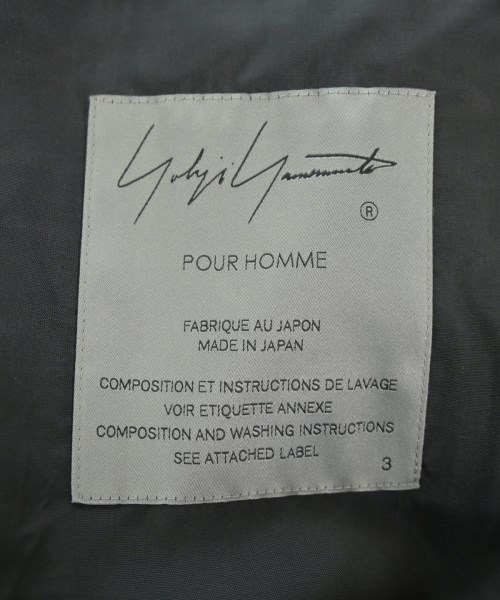 Yohji Yamamoto
®
POUR HOMME
FABRIQUE AU JAPON
MADE IN JAPAN
COMPOSITION ET INSTRUCTIONS DE LAVAGE
VOIR ETIQUETTE ANNEXE
COMPOSITION AND WASHING INSTRUCTIONS
SEE ATTACHED LABEL
3